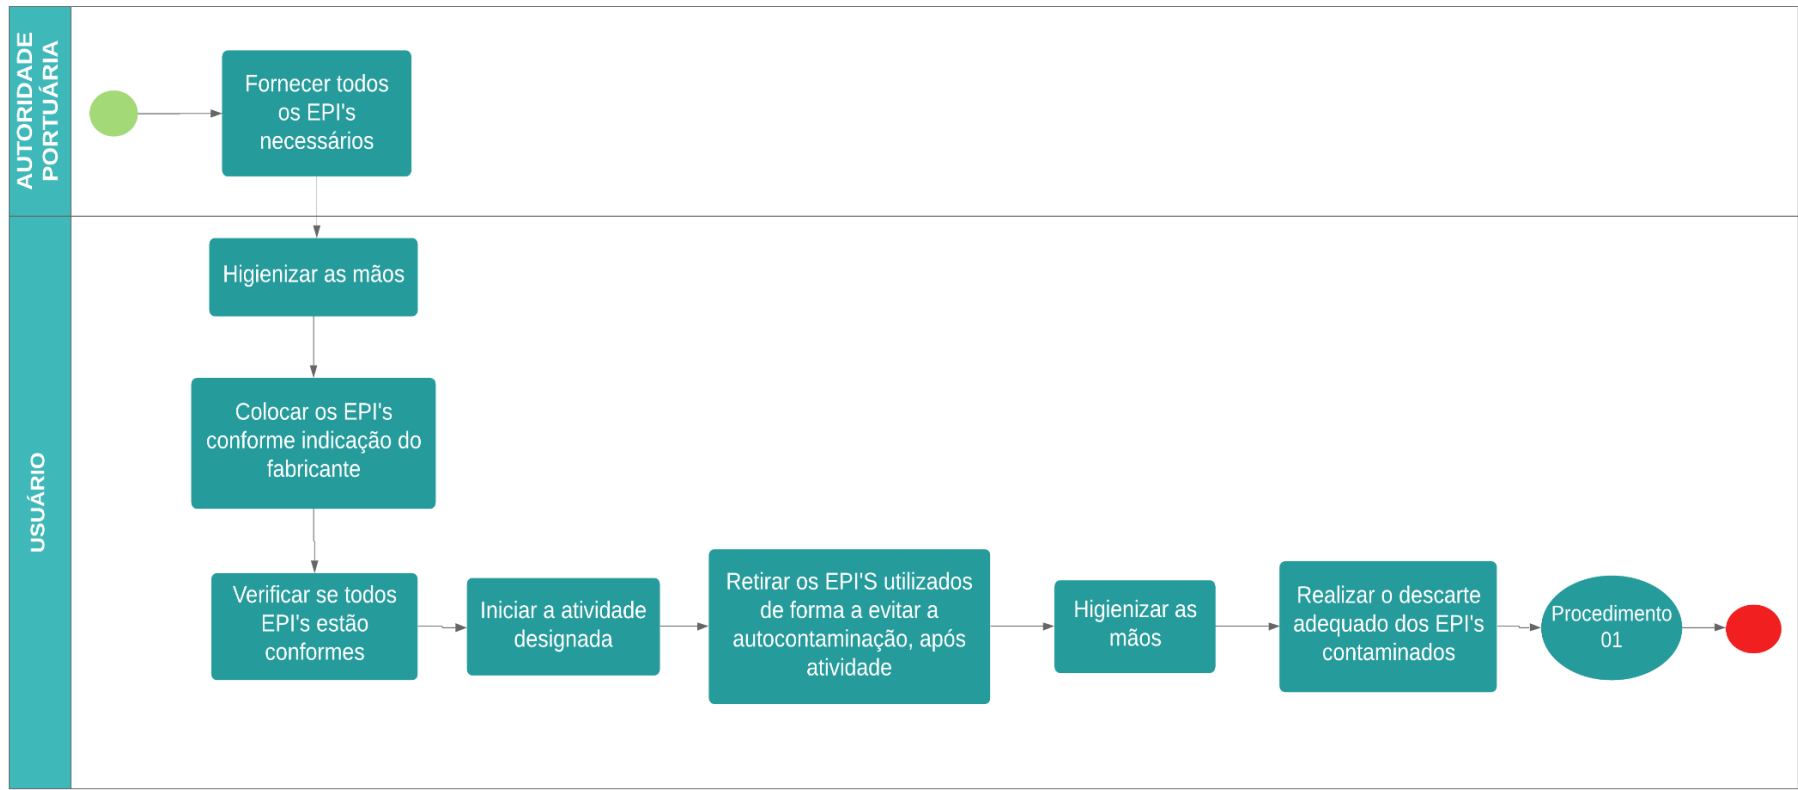 AUTORIDADE
PORTUÁRIA
Fornecer todos
os EPI's
necessários
USUÁRIO
Higienizar as mãos
Colocar os EPI's
conforme indicação do
fabricante
Verificar se todos
EPI's estão
conformes
Iniciar a atividade
designada
Retirar os EPI'S utilizados
de forma a evitar a
autocontaminação, após
atividade
Higienizar as
mãos
Realizar o descarte
adequado dos EPI's
contaminados
Procedimento
01